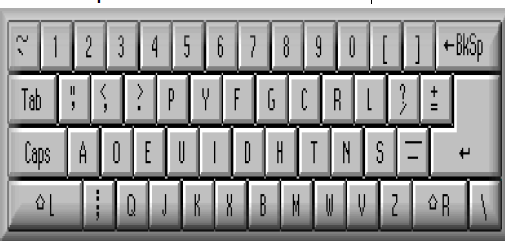 ~ ` 1 2 3 4 5 6 7 8 9 0 [ ] ←BkSp
Tab " ' < , > . P Y F G C R L ? / + =
Caps A O E U I D H T N S _ - ↵
⇧L : ; Q J K X B M W V Z ⇧R \